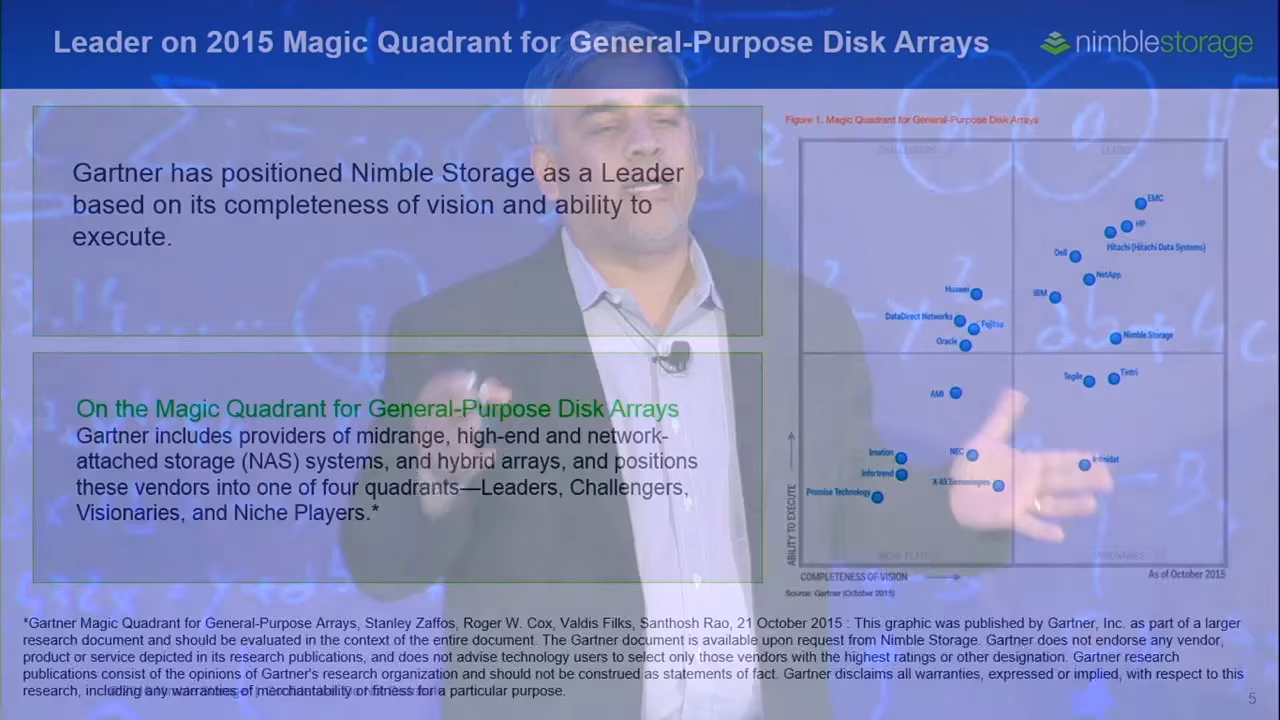 Leader on 2015 Magic Quadrant for General-Purpose Disk Arrays
nimblestorage
Gartner has positioned Nimble Storage as a Leader
based on its completeness of vision and ability to
execute.
On the Magic Quadrant for General-Purpose Disk Arrays
Gartner includes providers of midrange, high-end and network-
attached storage (NAS) systems, and hybrid arrays, and positions
these vendors into one of four quadrants—Leaders, Challengers,
Visionaries, and Niche Players.*
Figure 1. Magic Quadrant for General-Purpose Disk Arrays
CHALLENGERS
LEADERS
EMC
HP
Hitachi (Hitachi Data Systems)
Dell
NetApp
Huawei
IBM
DataDirect Networks
Fujitsu
Oracle
Nimble Storage
Tegile
Tintri
AMI
Imation
NEC
Infinidat
Infortrend
Promise Technology
NICHE PLAYERS
VISIONARIES
ABILITY TO EXECUTE
COMPLETENESS OF VISION
As of October 2015
Source: Gartner (October 2015)
*Gartner Magic Quadrant for General-Purpose Arrays, Stanley Zaffos, Roger W. Cox, Valdis Filks, Santhosh Rao, 21 October 2015 : This graphic was published by Gartner, Inc. as part of a larger
research document and should be evaluated in the context of the entire document. The Gartner document is available upon request from Nimble Storage. Gartner does not endorse any vendor,
product or service depicted in its research publications, and does not advise technology users to select only those vendors with the highest ratings or other designation. Gartner research
publications consist of the opinions of Gartner's research organization and should not be construed as statements of fact. Gartner disclaims all warranties, expressed or implied, with respect to this
research, including any warranties of merchantability or fitness for a particular purpose.
5